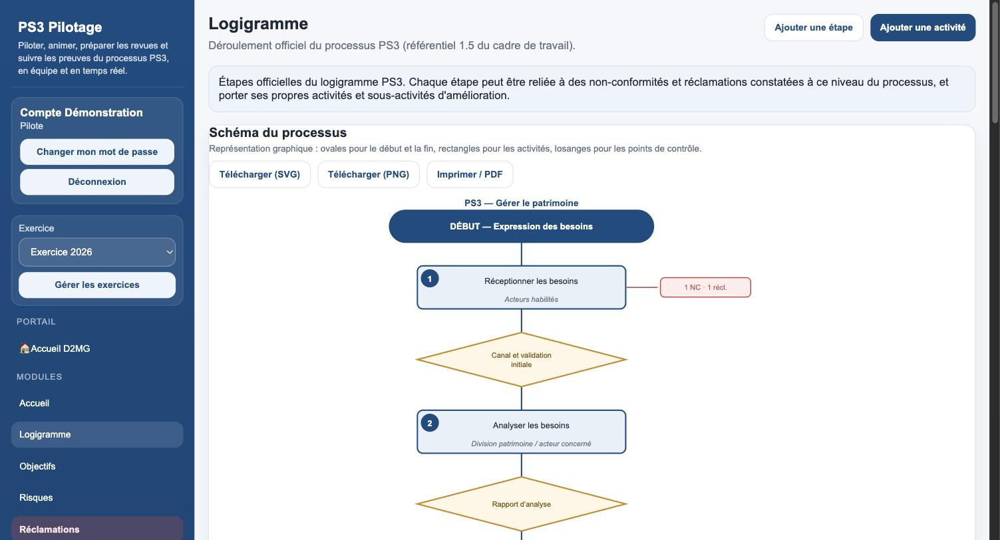 PS3 Pilotage
Piloter, animer, préparer les revues et
suivre les preuves du processus PS3,
en équipe et en temps réel.
Compte Démonstration
Pilote
Changer mon mot de passe
Déconnexion
Exercice
Exercice 2026
Gérer les exercices
PORTAIL
Accueil D2MG
MODULES
Accueil
Logigramme
Objectifs
Risques
Réclamations
Logigramme
Déroulement officiel du processus PS3 (référentiel 1.5 du cadre de travail).
Ajouter une étape
Ajouter une activité
Étapes officielles du logigramme PS3. Chaque étape peut être reliée à des non-conformités et réclamations constatées à ce niveau du processus, et
porter ses propres activités et sous-activités d'amélioration.
Schéma du processus
Représentation graphique : ovales pour le début et la fin, rectangles pour les activités, losanges pour les points de contrôle.
Télécharger (SVG)
Télécharger (PNG)
Imprimer / PDF
PS3 — Gérer le patrimoine
DÉBUT — Expression des besoins
1
Réceptionner les besoins
Acteurs habilités
1 NC · 1 récl.
Canal et validation
initiale
2
Analyser les besoins
Division patrimoine / acteur concerné
Rapport d'analyse